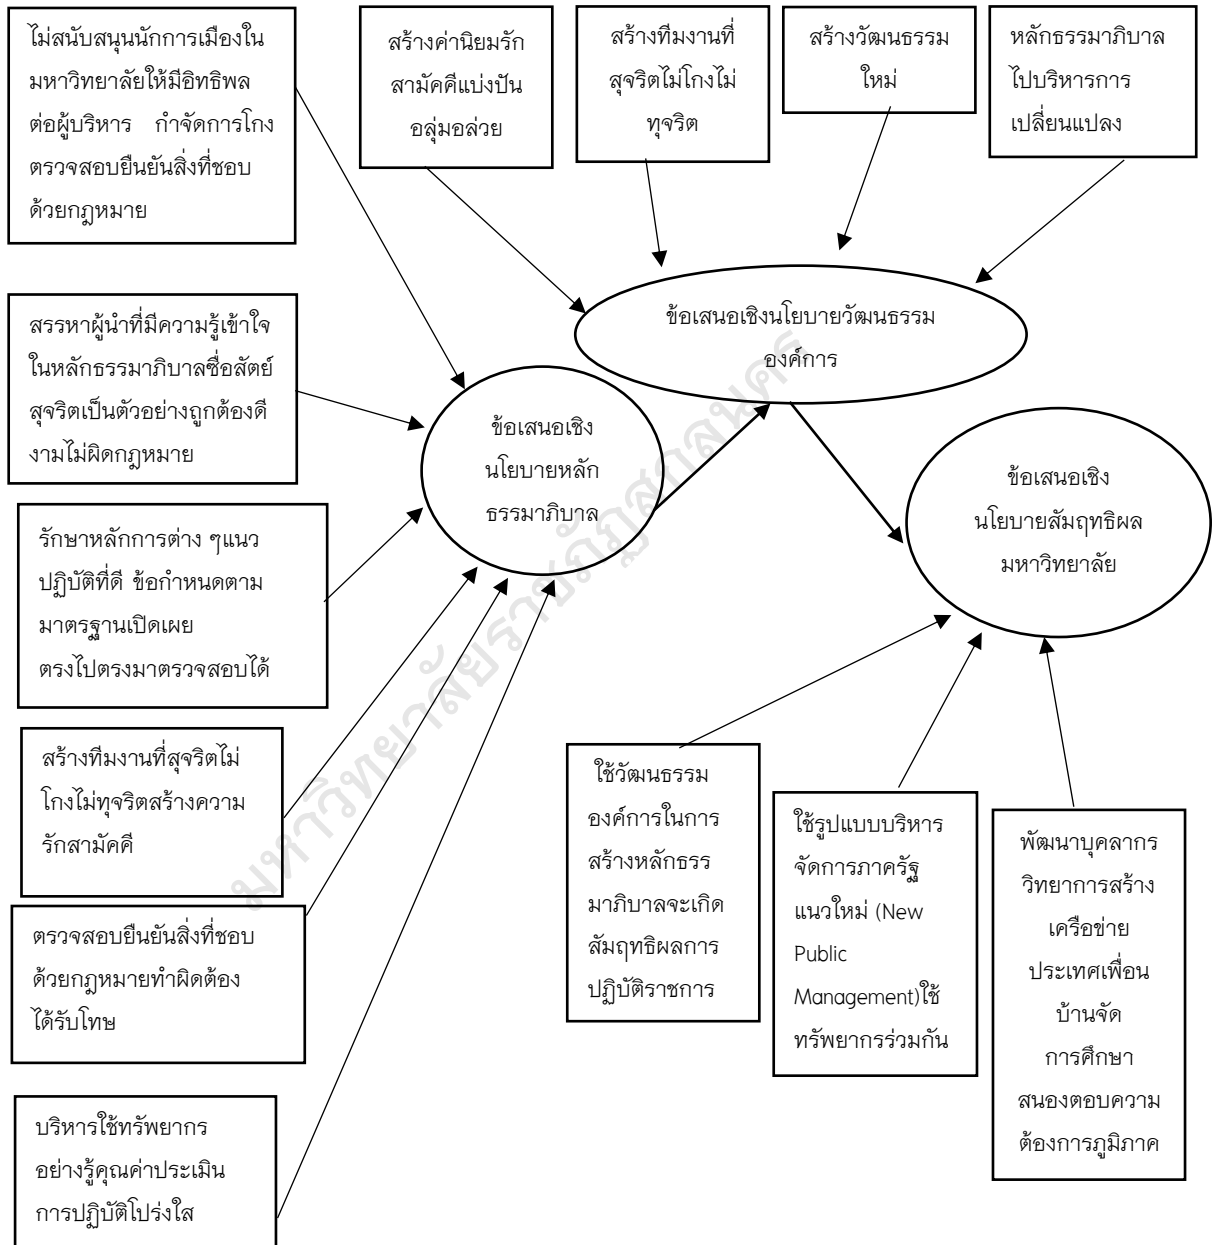 ไม่สนับสนุนนักการเมืองใน
มหาวิทยาลัยให้มีอิทธิพล
ต่อผู้บริหาร กำจัดการโกง
ตรวจสอบยืนยันสิ่งที่ชอบ
ด้วยกฎหมาย
สร้างค่านิยมรัก
สามัคคีแบ่งปัน
อลุ่มอล่วย
สร้างทีมงานที่
สุจริตไม่โกงไม่
ทุจริต
สร้างวัฒนธรรม
ใหม่
หลักธรรมาภิบาล
ไปบริหารการ
เปลี่ยนแปลง
สรรหาผู้นำที่มีความรู้เข้าใจ
ในหลักธรรมาภิบาลซื่อสัตย์
สุจริตเป็นตัวอย่างถูกต้องดี
งามไม่ผิดกฎหมาย
ข้อเสนอเชิงนโยบายวัฒนธรรม
องค์การ
ข้อเสนอเชิง
นโยบายหลัก
ธรรมาภิบาล
ข้อเสนอเชิง
นโยบายสัมฤทธิผล
มหาวิทยาลัย
รักษาหลักการต่าง ๆแนว
ปฏิบัติที่ดี ข้อกำหนดตาม
มาตรฐานเปิดเผย
ตรงไปตรงมาตรวจสอบได้
สร้างทีมงานที่สุจริตไม่
โกงไม่ทุจริตสร้างความ
รักสามัคคี
ตรวจสอบยืนยันสิ่งที่ชอบ
ด้วยกฎหมายทำผิดต้อง
ได้รับโทษ
บริหารใช้ทรัพยากร
อย่างรู้คุณค่าประเมิน
การปฏิบัติโปร่งใส
ใช้วัฒนธรรม
องค์การในการ
สร้างหลักธรร
มาภิบาลจะเกิด
สัมฤทธิผลการ
ปฏิบัติราชการ
ใช้รูปแบบบริหาร
จัดการภาครัฐ
แนวใหม่ (New
Public
Management)ใช้
ทรัพยากรร่วมกัน
พัฒนาบุคลากร
วิทยาการสร้าง
เครือข่าย
ประเทศเพื่อน
บ้านจัด
การศึกษา
สนองตอบความ
ต้องการภูมิภาค
มหาวิทยาลัยราชภัฏสกลนคร